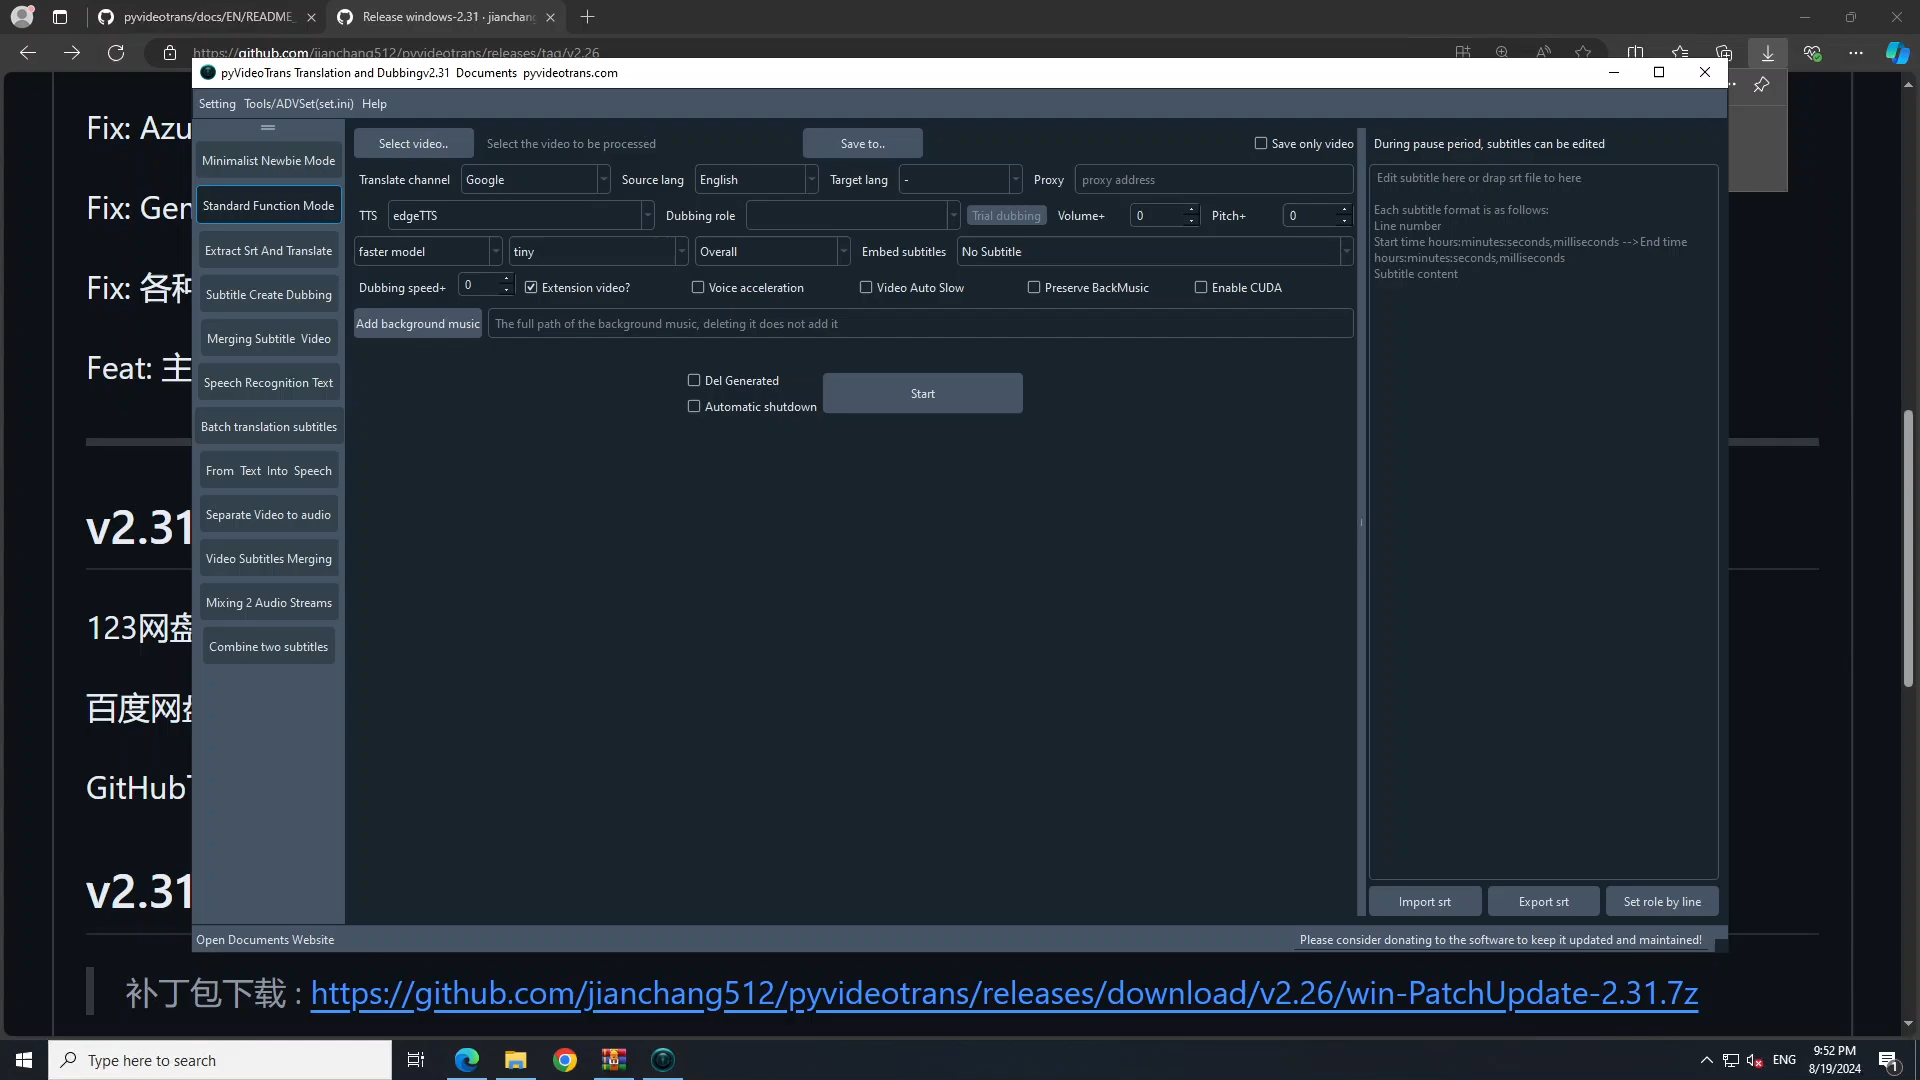 pyvideotrans/docs/EN/README_
Release windows-2.31 · jianchang
https://github.com/jianchang512/pyvideotrans/releases/tag/v2.26
pyVideoTrans Translation and Dubbingv2.31 Documents pyvideotrans.com
Setting Tools/ADVSet(set.ini) Help
Minimalist Newbie Mode
Standard Function Mode
Extract Srt And Translate
Subtitle Create Dubbing
Merging Subtitle Video
Speech Recognition Text
Batch translation subtitles
From Text Into Speech
Separate Video to audio
Video Subtitles Merging
Mixing 2 Audio Streams
Combine two subtitles
Select video..
Select the video to be processed
Save to..
Save only video
Translate channel Google Source lang English Target lang - Proxy proxy address
TTS edgeTTS Dubbing role Trial dubbing Volume+ 0 Pitch+ 0
faster model tiny Overall Embed subtitles No Subtitle
Dubbing speed+ 0 Extension video? Voice acceleration Video Auto Slow Preserve BackMusic Enable CUDA
Add background music The full path of the background music, deleting it does not add it
Del Generated
Automatic shutdown
Start
During pause period, subtitles can be edited
Edit subtitle here or drap srt file to here
Each subtitle format is as follows:
Line number
Start time hours:minutes:seconds,milliseconds -->End time
hours:minutes:seconds,milliseconds
Subtitle content
Import srt Export srt Set role by line
Open Documents Website
Please consider donating to the software to keep it updated and maintained!
Fix: Azu
Fix: Gen
Fix: 各种
Feat: 主
v2.31
123网盘
百度网盘
GitHub
v2.31
补丁包下载 : https://github.com/jianchang512/pyvideotrans/releases/download/v2.26/win-PatchUpdate-2.31.7z
Type here to search
ENG
9:52 PM
8/19/2024
1